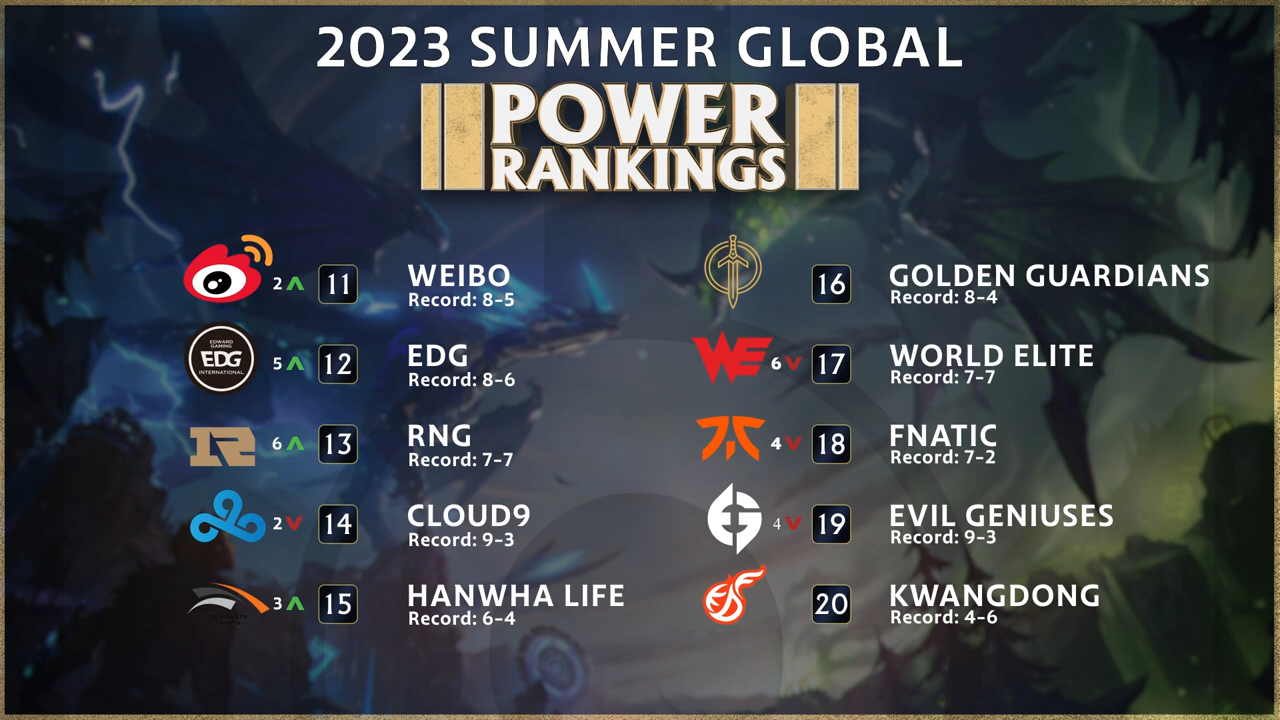 2023 SUMMER GLOBAL
POWER
RANKINGS
2 11 WEIBO
Record: 8-5
EDWARD
GAMING
EDG
INTERNATIONAL
5 12 EDG
Record: 8-6
6 13 RNG
Record: 7-7
2 14 CLOUD9
Record: 9-3
3 15 HANWHA LIFE
Record: 6-4
16 GOLDEN GUARDIANS
Record: 8-4
WE 6 17 WORLD ELITE
Record: 7-7
4 18 FNATIC
Record: 7-2
4 19 EVIL GENIUSES
Record: 9-3
20 KWANGDONG
Record: 4-6